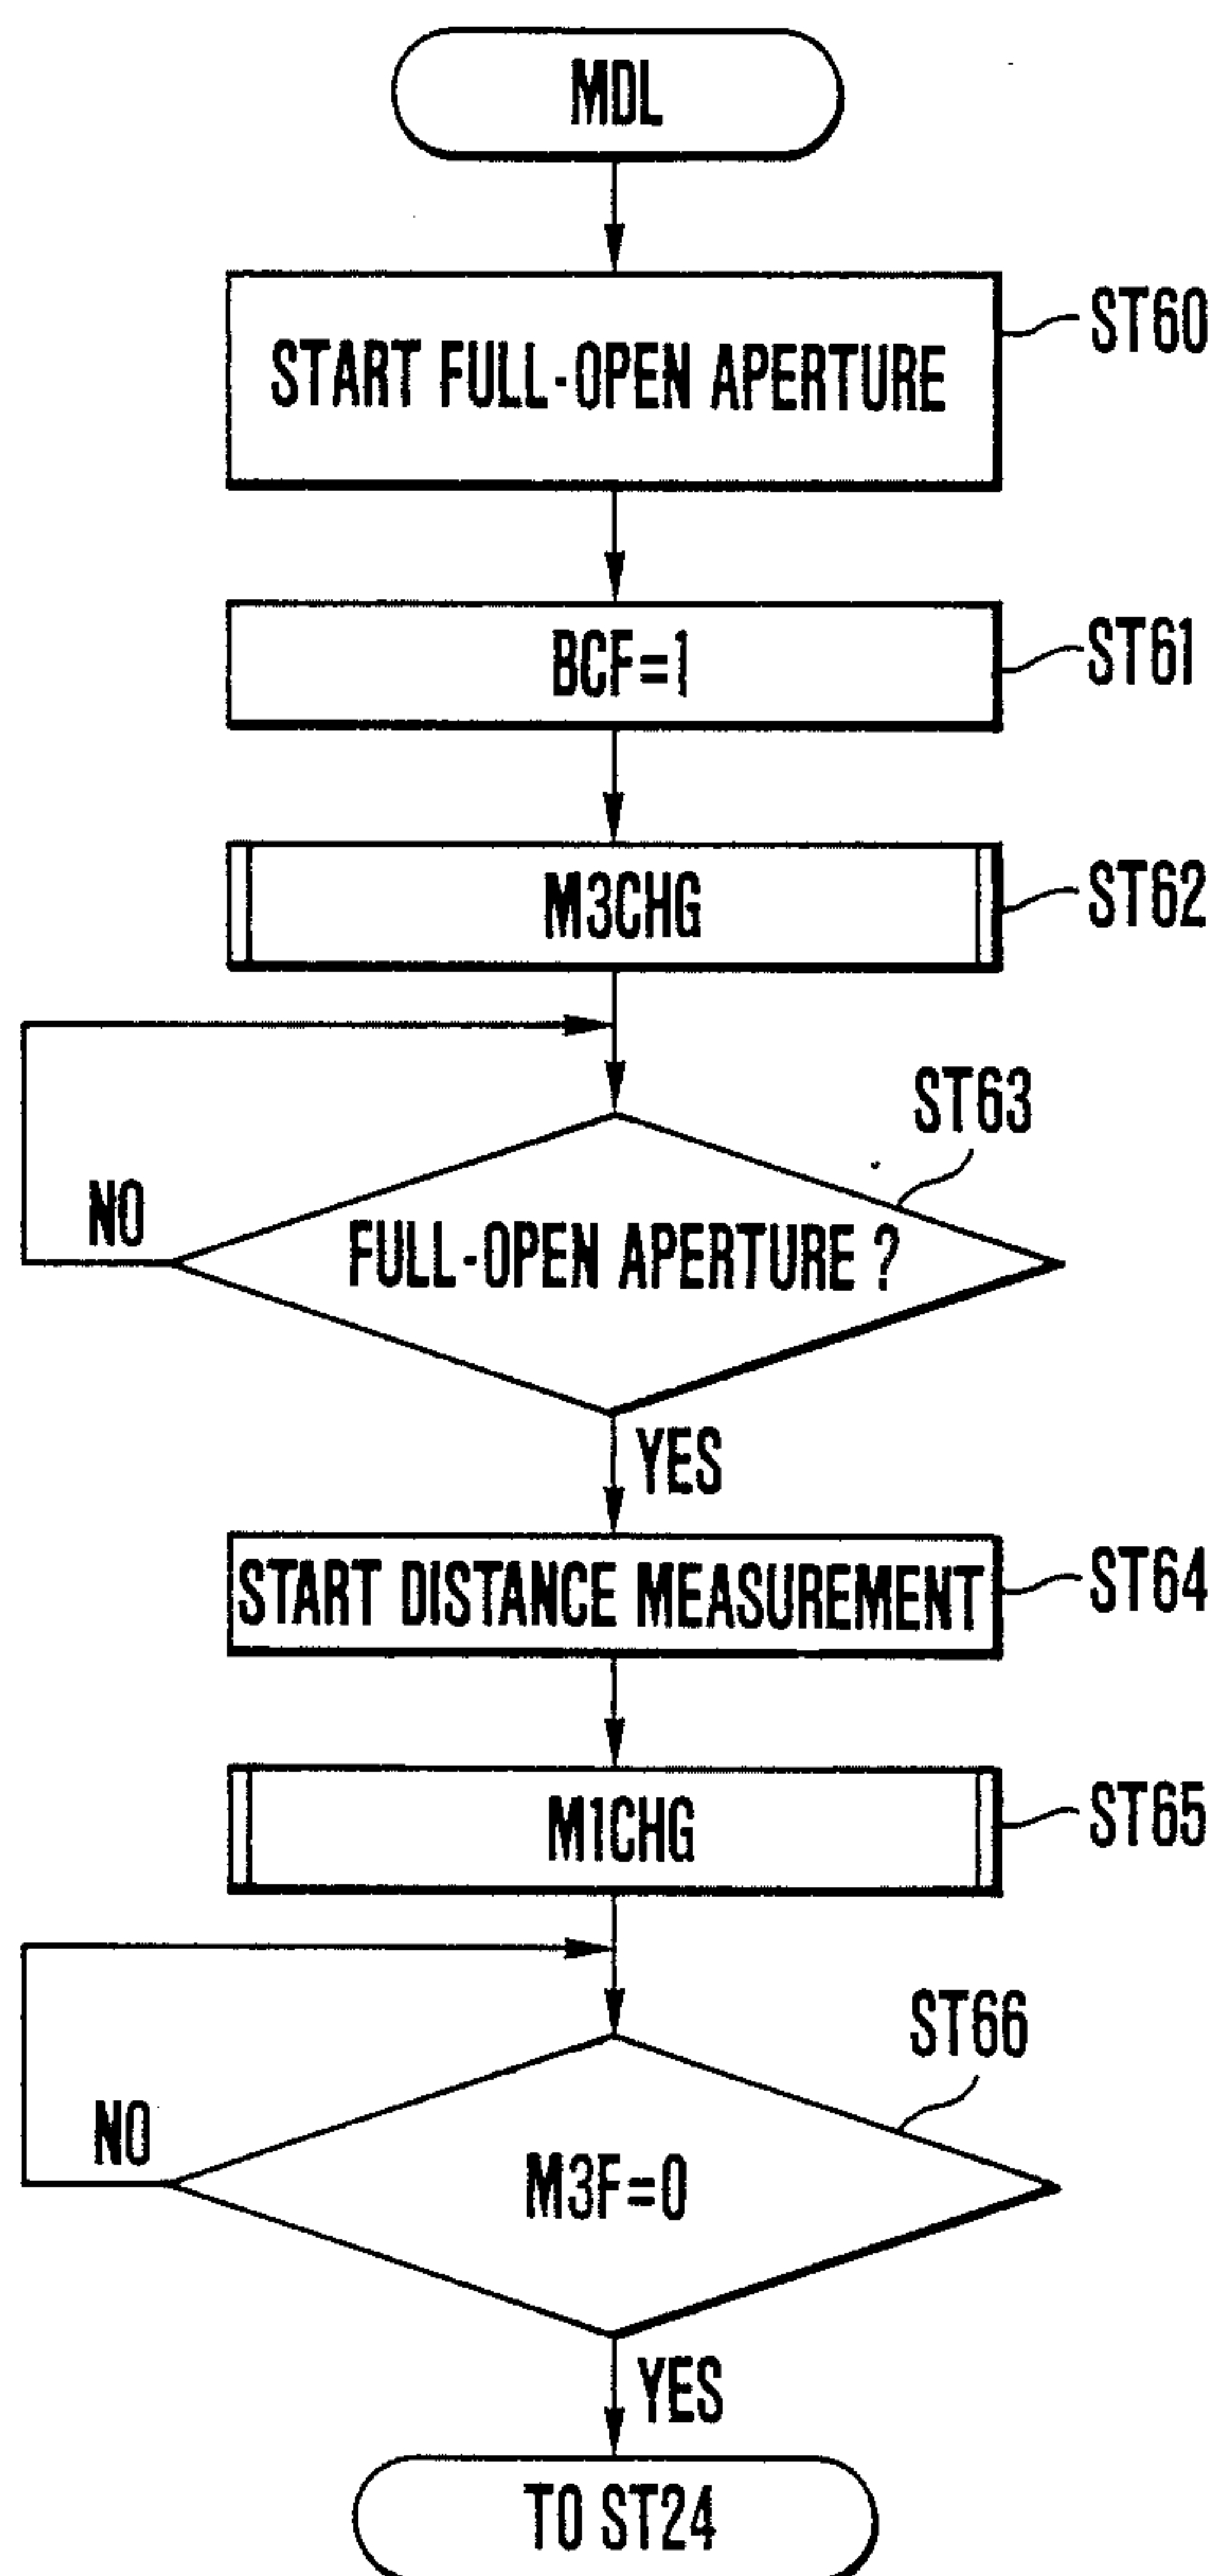 MDL
START FULL-OPEN APERTURE
ST60
BCF=1
ST61
M3CHG
ST62
ST63
NO
FULL-OPEN APERTURE ?
YES
START DISTANCE MEASUREMENT
ST64
M1CHG
ST65
ST66
NO
M3F=0
YES
TO ST24